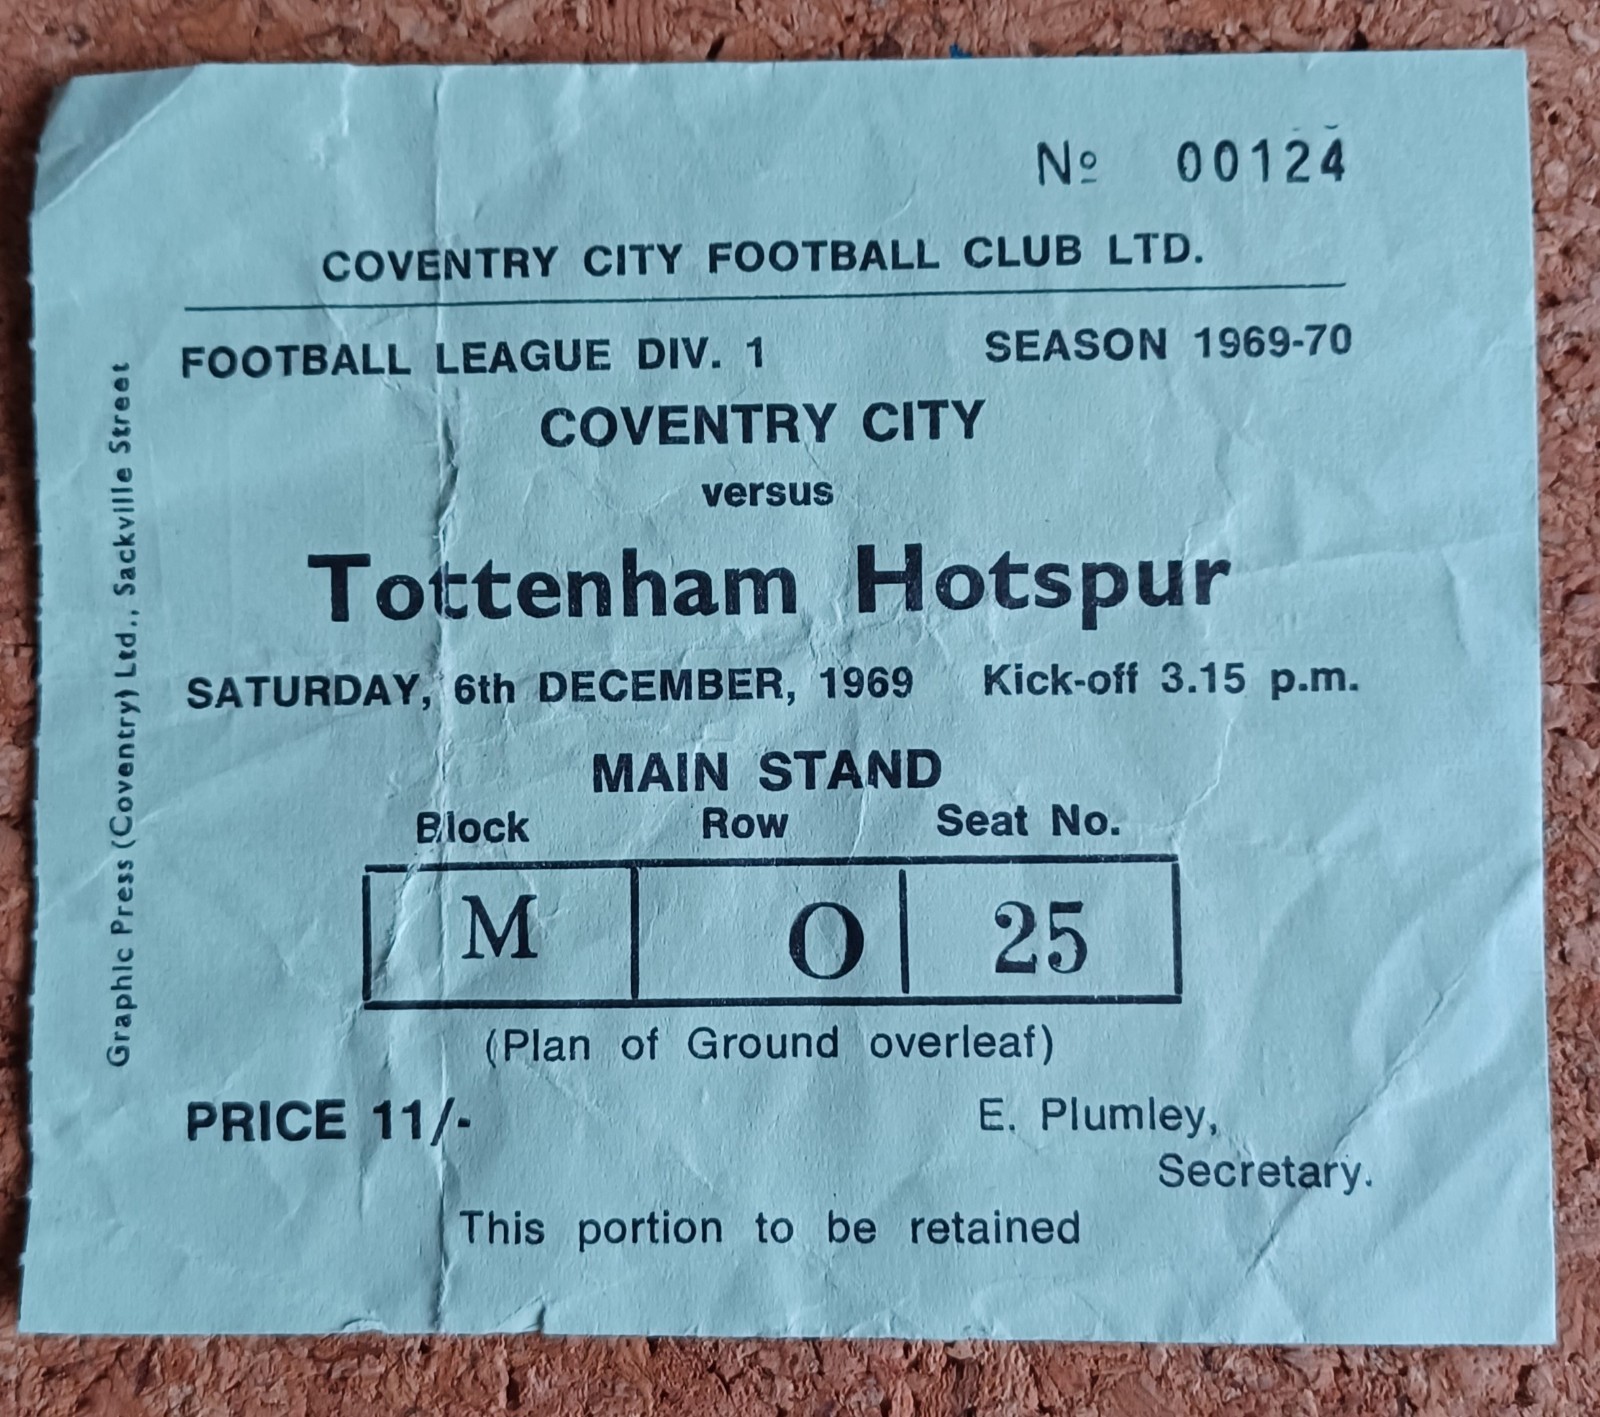 Nº 00124
COVENTRY CITY FOOTBALL CLUB LTD.
FOOTBALL LEAGUE DIV. 1 SEASON 1969-70
COVENTRY CITY
versus
Tottenham Hotspur
SATURDAY, 6th DECEMBER, 1969 Kick-off 3.15 p.m.
MAIN STAND
Block Row Seat No.
M O 25
(Plan of Ground overleaf)
PRICE 11/-
E. Plumley,
Secretary.
This portion to be retained
Graphic Press (Coventry) Ltd., Sackville Street